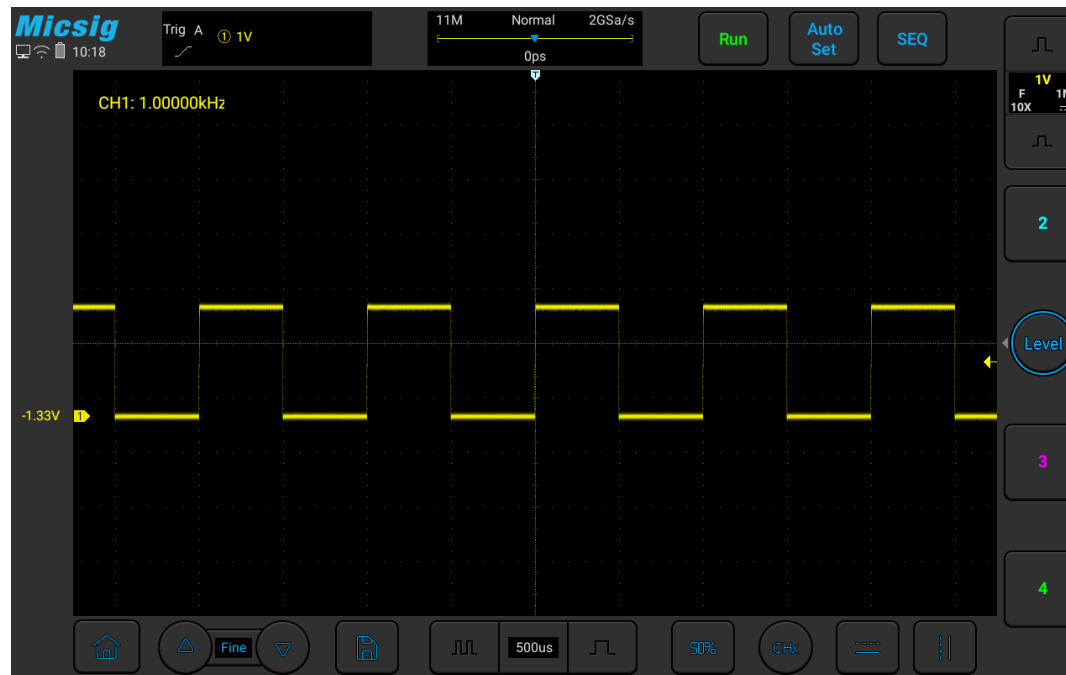 Micsig
10:18
Trig A ① 1V
11M Normal 2GSa/s
0ps
Run
Auto
Set
SEQ
T
CH1: 1.00000kHz
1V
F 1M
10X
2
Level
-1.33V 1
3
4
Fine
500us
50%
CHx